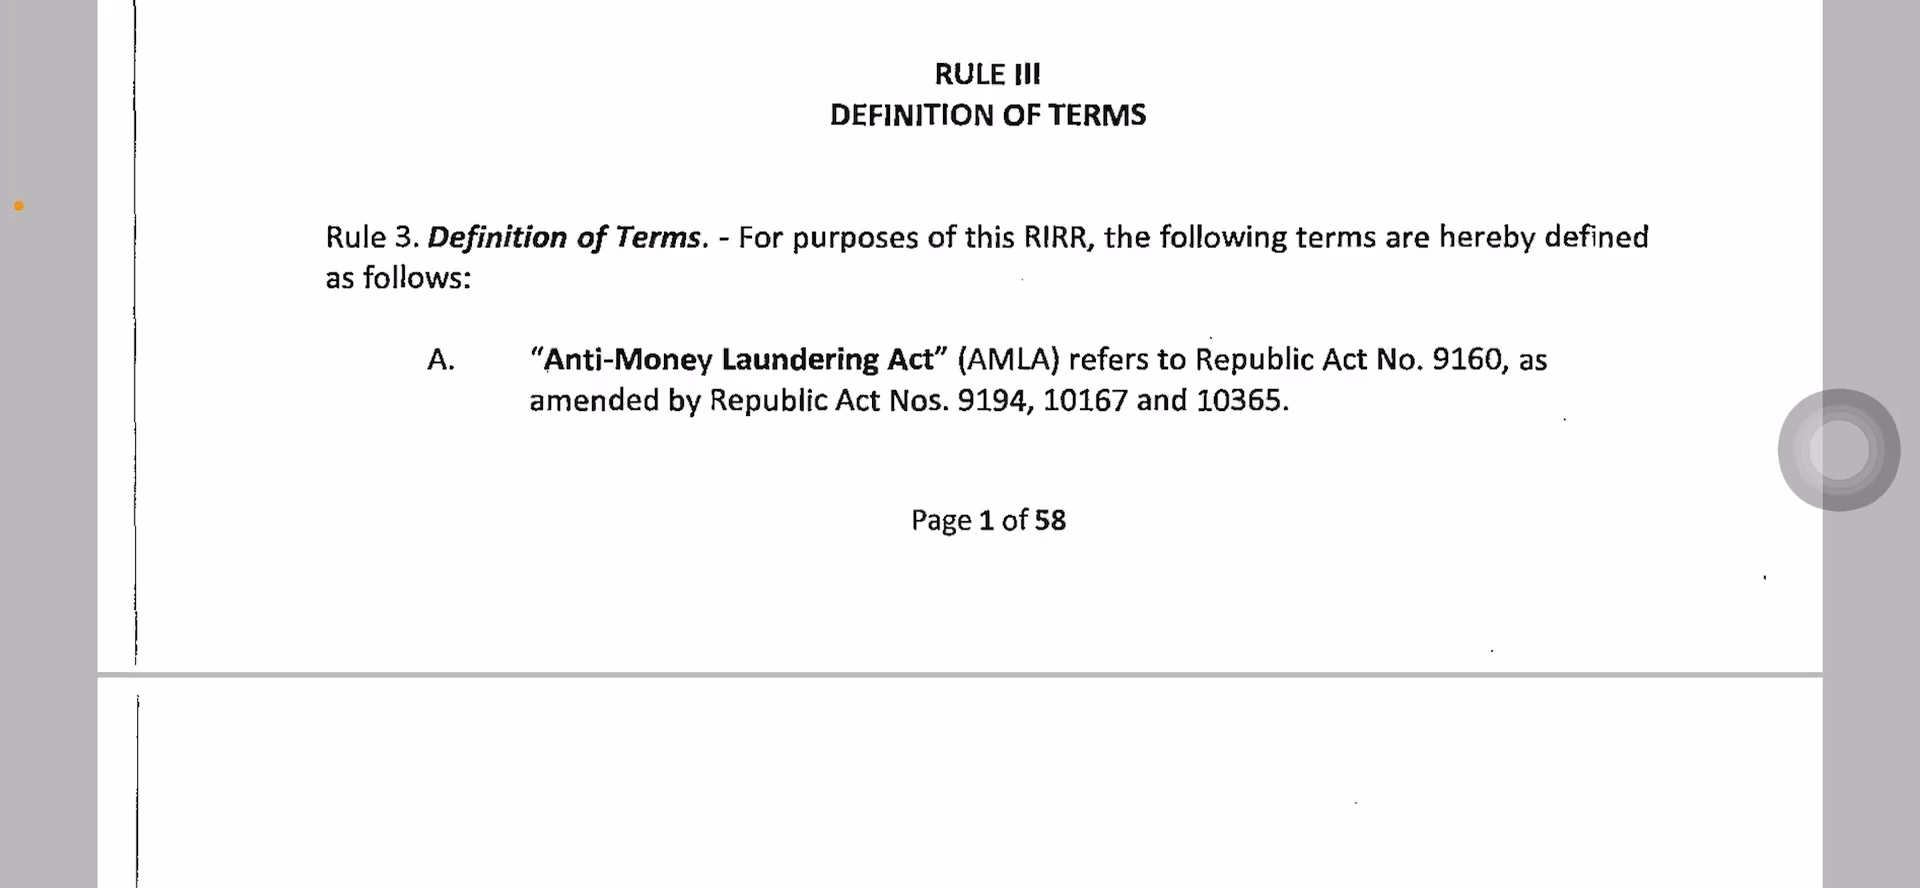 RULE III
DEFINITION OF TERMS
Rule 3. Definition of Terms. - For purposes of this RIRR, the following terms are hereby defined
as follows:
A. “Anti-Money Laundering Act” (AMLA) refers to Republic Act No. 9160, as
amended by Republic Act Nos. 9194, 10167 and 10365.
Page 1 of 58